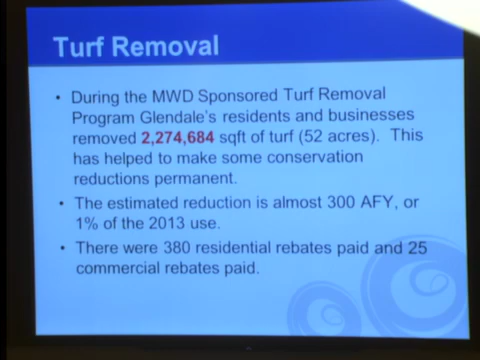 Turf Removal
• During the MWD Sponsored Turf Removal
Program Glendale's residents and businesses
removed 2,274,684 sqft of turf (52 acres). This
has helped to make some conservation
reductions permanent.
• The estimated reduction is almost 300 AFY, or
1% of the 2013 use.
• There were 380 residential rebates paid and 25
commercial rebates paid.